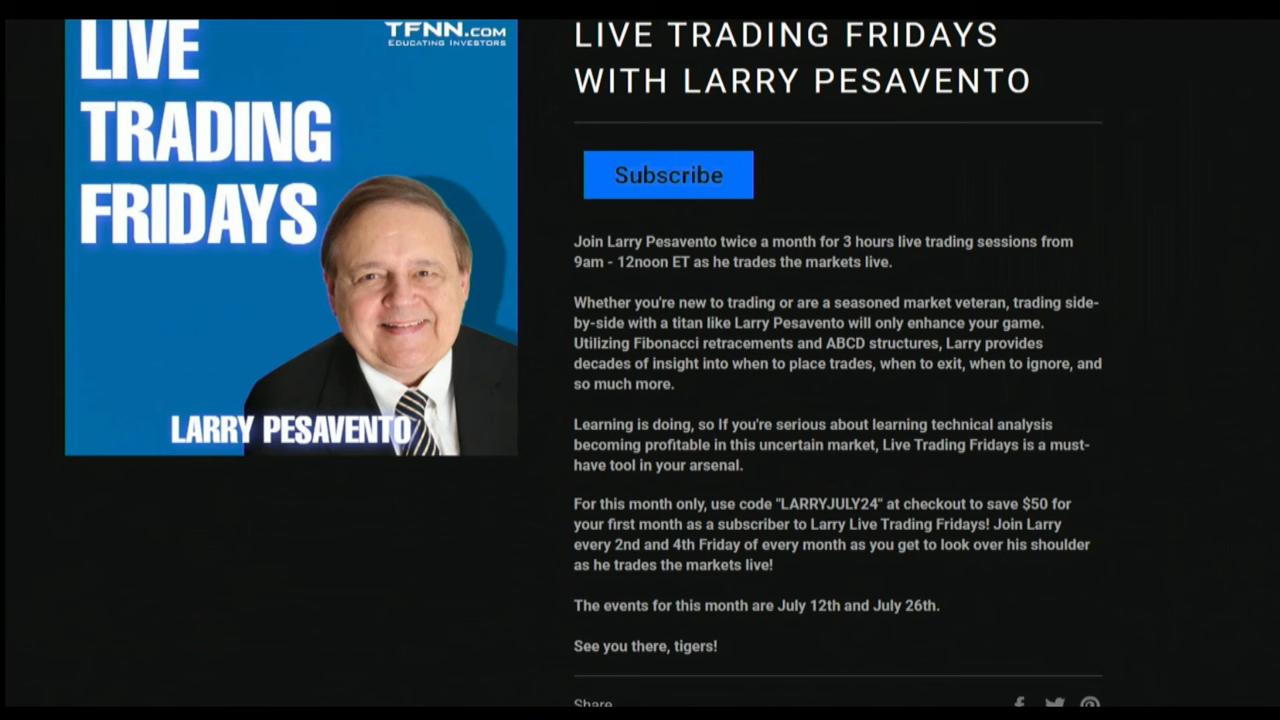 LIVE
TRADING
FRIDAYS
TFNN.COM
EDUCATING INVESTORS
LARRY PESAVENTO
LIVE TRADING FRIDAYS
WITH LARRY PESAVENTO
Subscribe
Join Larry Pesavento twice a month for 3 hours live trading sessions from
9am - 12noon ET as he trades the markets live.
Whether you're new to trading or are a seasoned market veteran, trading side-
by-side with a titan like Larry Pesavento will only enhance your game.
Utilizing Fibonacci retracements and ABCD structures, Larry provides
decades of insight into when to place trades, when to exit, when to ignore, and
so much more.
Learning is doing, so If you're serious about learning technical analysis
becoming profitable in this uncertain market, Live Trading Fridays is a must-
have tool in your arsenal.
For this month only, use code "LARRYJULY24" at checkout to save $50 for
your first month as a subscriber to Larry Live Trading Fridays! Join Larry
every 2nd and 4th Friday of every month as you get to look over his shoulder
as he trades the markets live!
The events for this month are July 12th and July 26th.
See you there, tigers!
Share